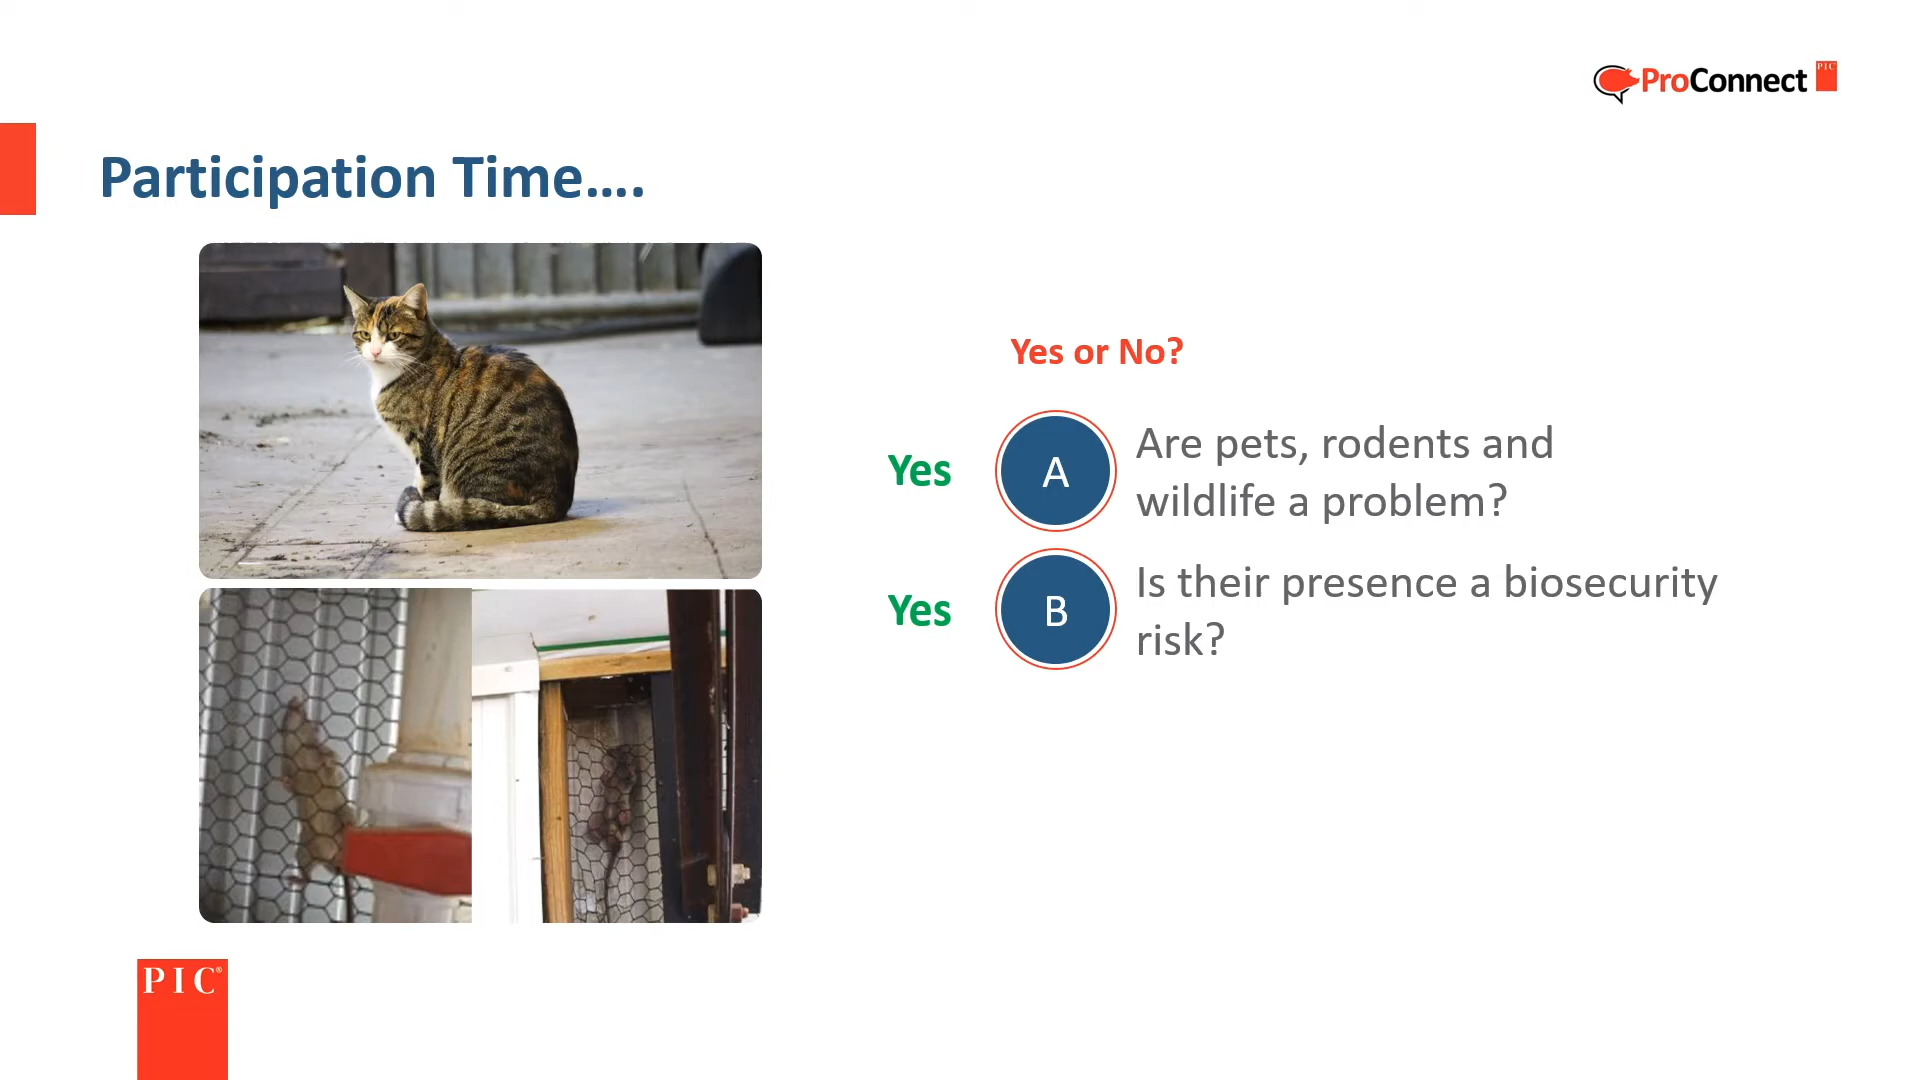 ProConnect PIC
Participation Time....
Yes or No?
Yes
A
Are pets, rodents and
wildlife a problem?
Yes
B
Is their presence a biosecurity
risk?
PIC®